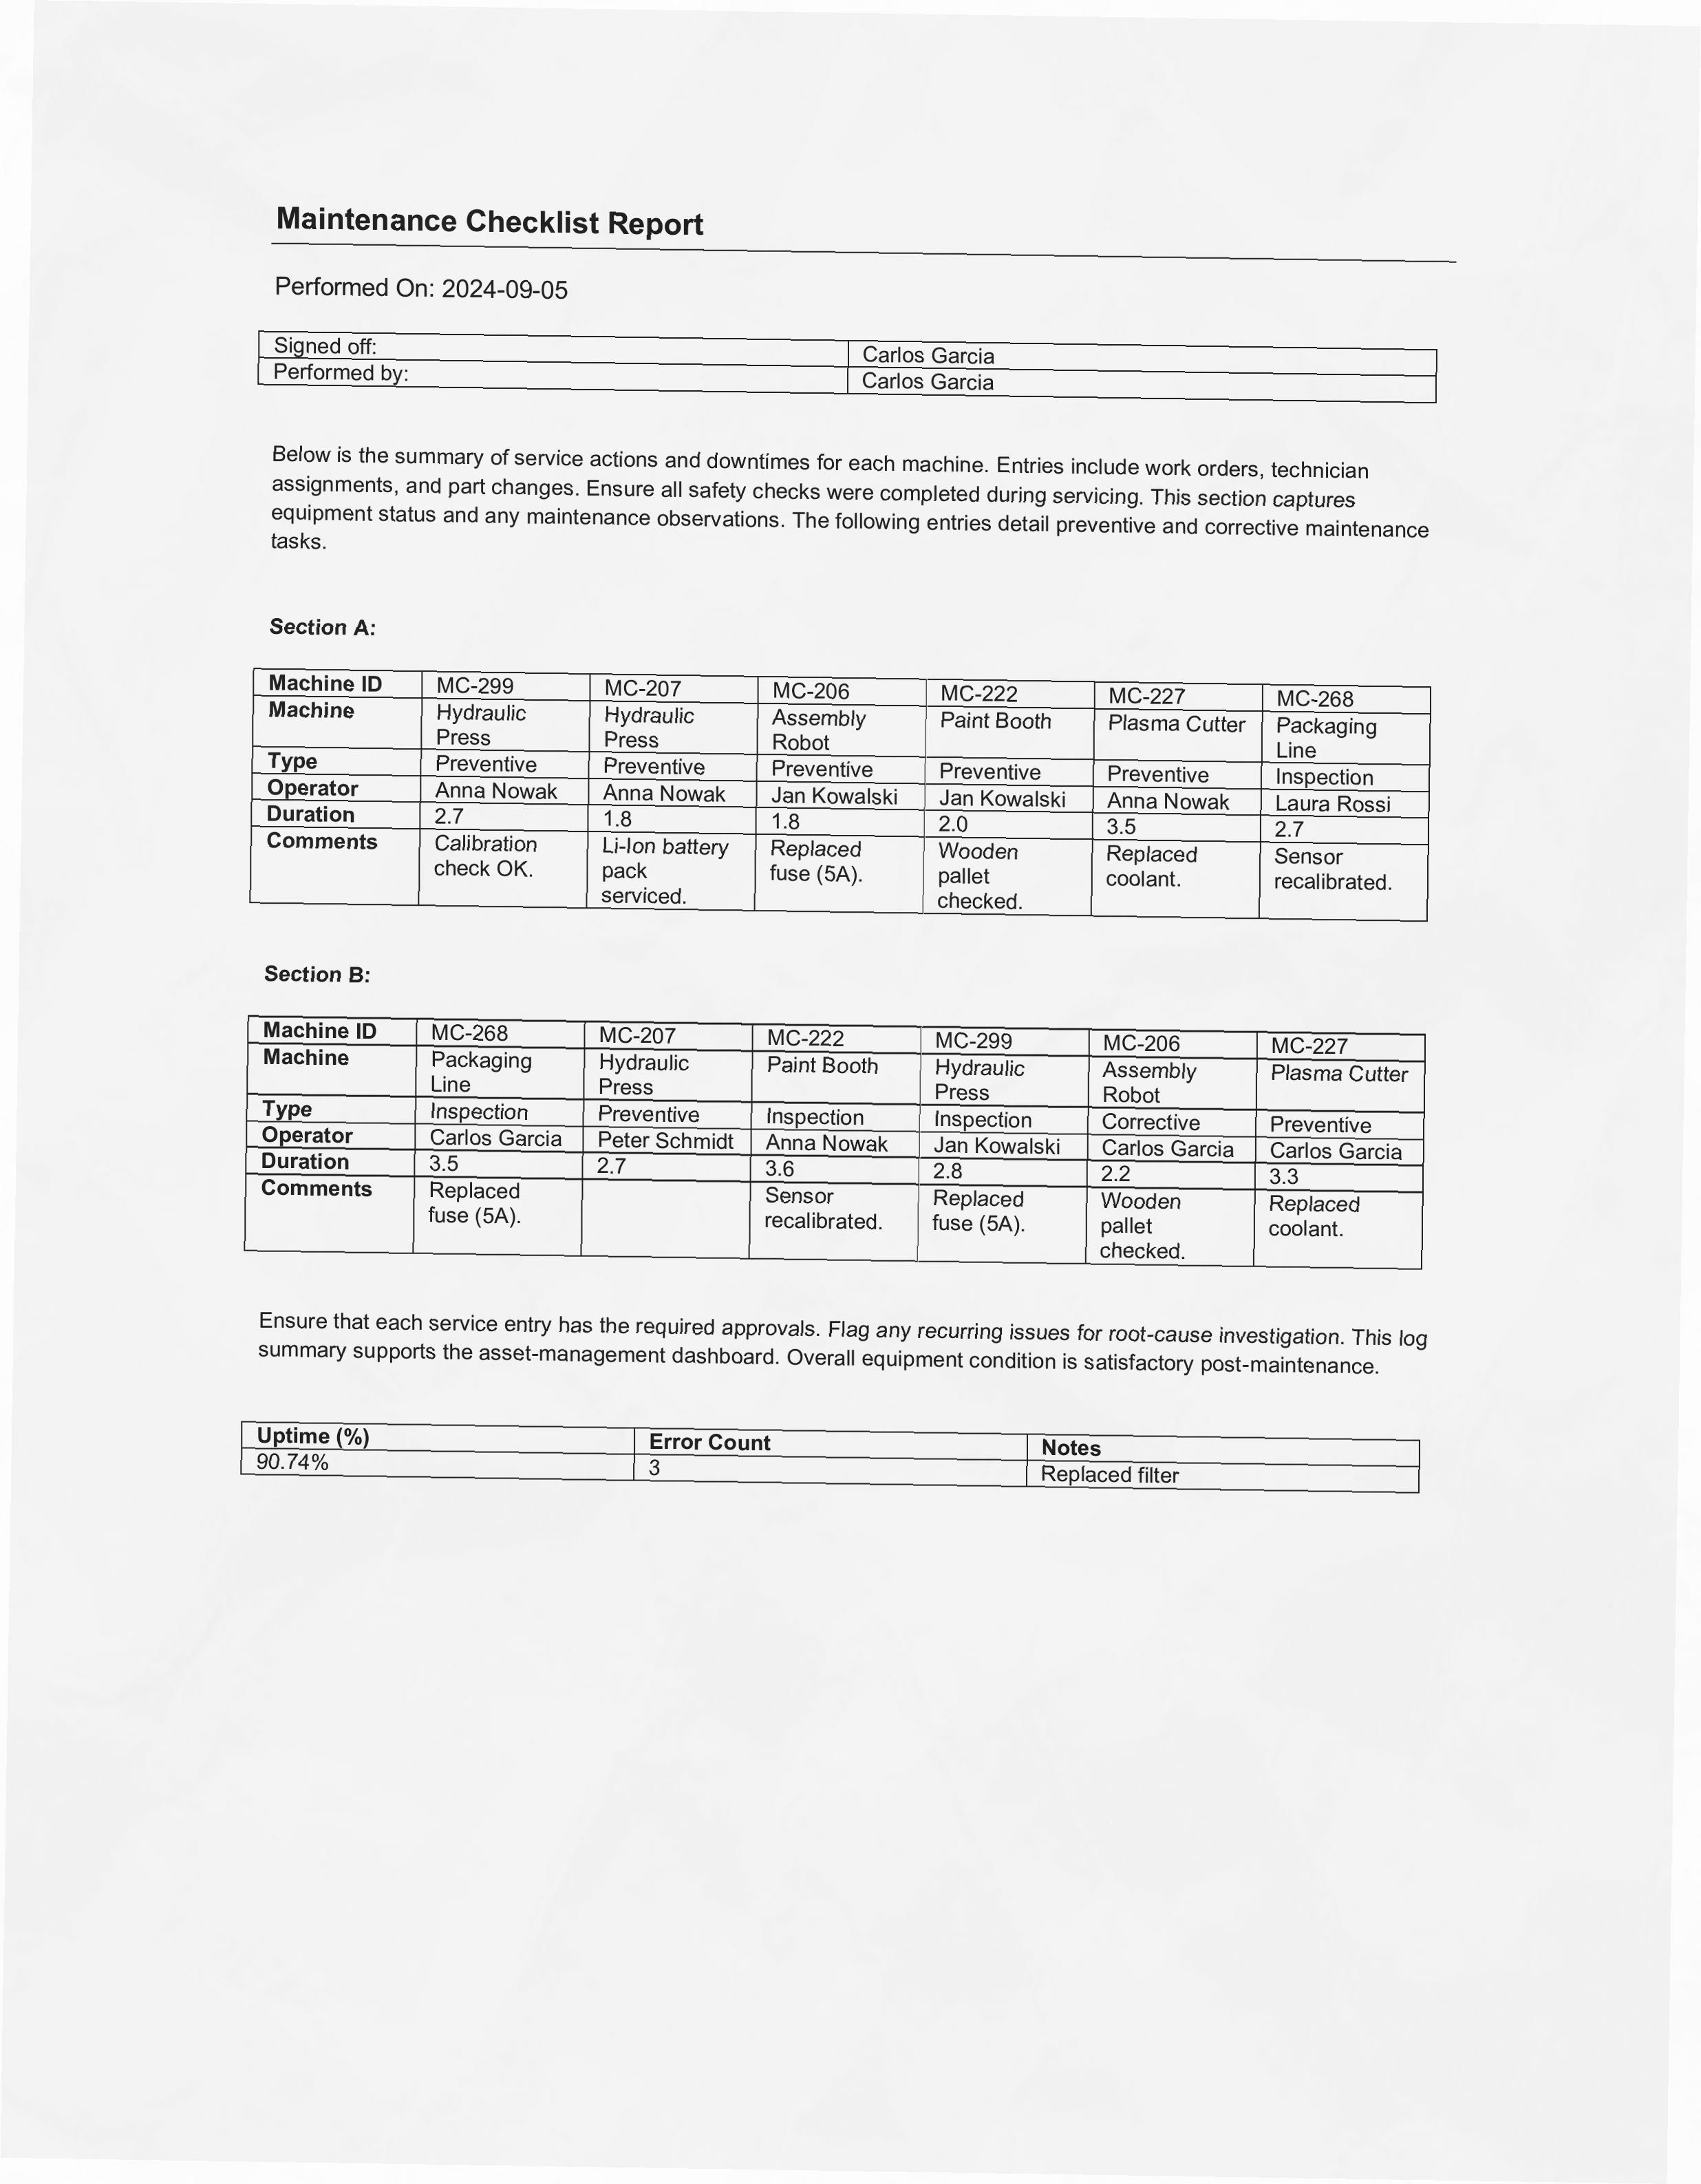 Maintenance Checklist Report
Performed On: 2024-09-05
Signed off: Carlos Garcia
Performed by: Carlos Garcia
Below is the summary of service actions and downtimes for each machine. Entries include work orders, technician
assignments, and part changes. Ensure all safety checks were completed during servicing. This section captures
equipment status and any maintenance observations. The following entries detail preventive and corrective maintenance
tasks.
Section A:
Machine ID MC-299 MC-207 MC-206 MC-222 MC-227 MC-268
Machine Hydraulic Hydraulic Assembly Paint Booth Plasma Cutter Packaging
Press Press Robot Line
Type Preventive Preventive Preventive Preventive Preventive Inspection
Operator Anna Nowak Anna Nowak Jan Kowalski Jan Kowalski Anna Nowak Laura Rossi
Duration 2.7 1.8 1.8 2.0 3.5 2.7
Comments Calibration Li-Ion battery Replaced Wooden Replaced Sensor
check OK. pack fuse (5A). pallet coolant. recalibrated.
serviced. checked.
Section B:
Machine ID MC-268 MC-207 MC-222 MC-299 MC-206 MC-227
Machine Packaging Hydraulic Paint Booth Hydraulic Assembly Plasma Cutter
Line Press Press Robot
Type Inspection Preventive Inspection Inspection Corrective Preventive
Operator Carlos Garcia Peter Schmidt Anna Nowak Jan Kowalski Carlos Garcia Carlos Garcia
Duration 3.5 2.7 3.6 2.8 2.2 3.3
Comments Replaced Sensor Replaced Wooden Replaced
fuse (5A). recalibrated. fuse (5A). pallet coolant.
checked.
Ensure that each service entry has the required approvals. Flag any recurring issues for root-cause investigation. This log
summary supports the asset-management dashboard. Overall equipment condition is satisfactory post-maintenance.
Uptime (%) Error Count Notes
90.74% 3 Replaced filter